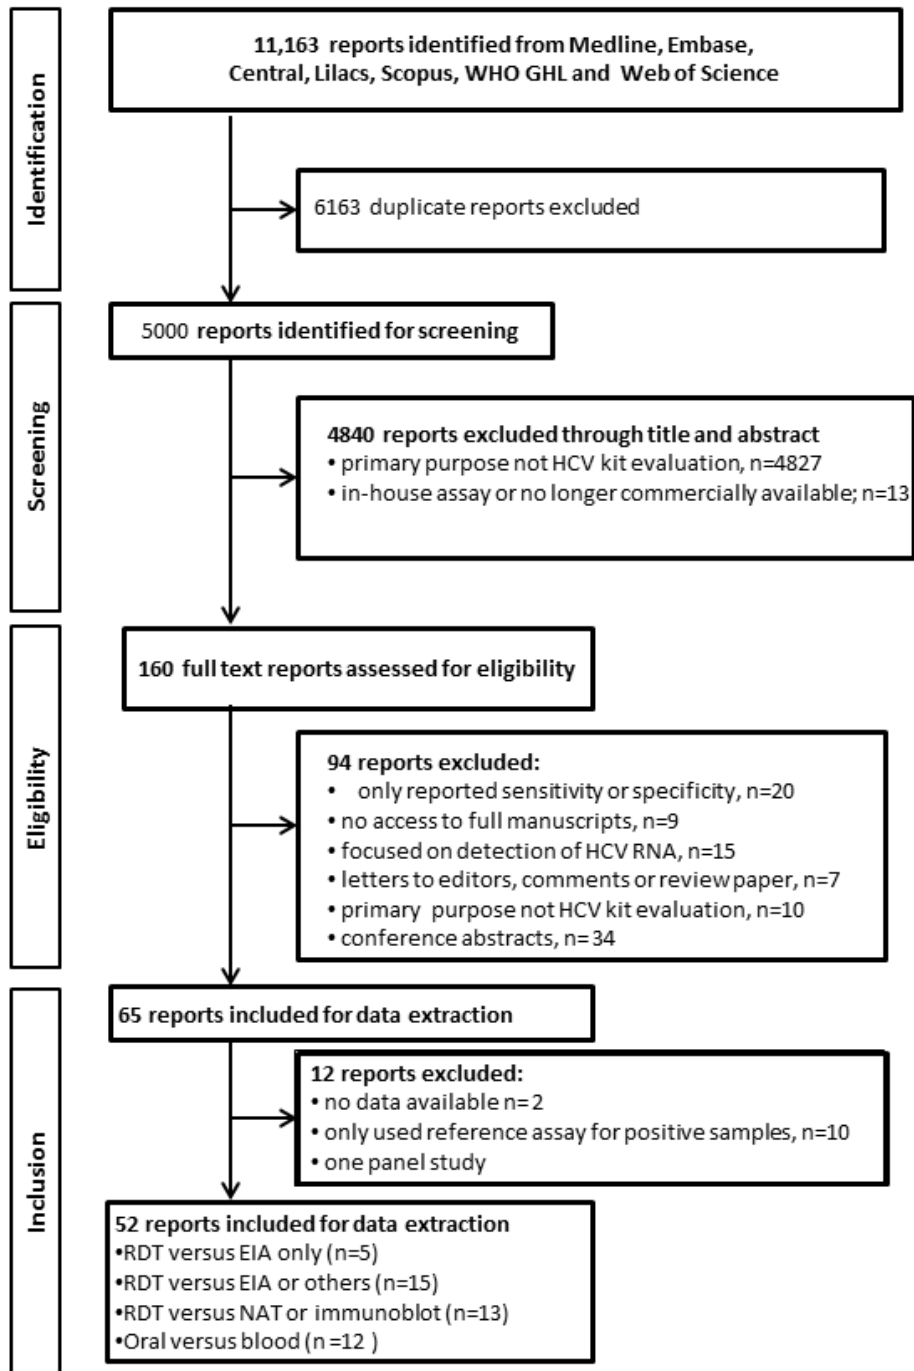 Identification
11,163 reports identified from Medline, Embase,
Central, Lilacs, Scopus, WHO GHL and Web of Science
6163 duplicate reports excluded
Screening
5000 reports identified for screening
4840 reports excluded through title and abstract
• primary purpose not HCV kit evaluation, n=4827
• in-house assay or no longer commercially available; n=13
Eligibility
160 full text reports assessed for eligibility
94 reports excluded:
• only reported sensitivity or specificity, n=20
• no access to full manuscripts, n=9
• focused on detection of HCV RNA, n=15
• letters to editors, comments or review paper, n=7
• primary purpose not HCV kit evaluation, n=10
• conference abstracts, n=34
Inclusion
65 reports included for data extraction
12 reports excluded:
• no data available n=2
• only used reference assay for positive samples, n=10
• one panel study
52 reports included for data extraction
•RDT versus EIA only (n=5)
•RDT versus EIA or others (n=15)
•RDT versus NAT or immunoblot (n=13)
•Oral versus blood (n =12 )